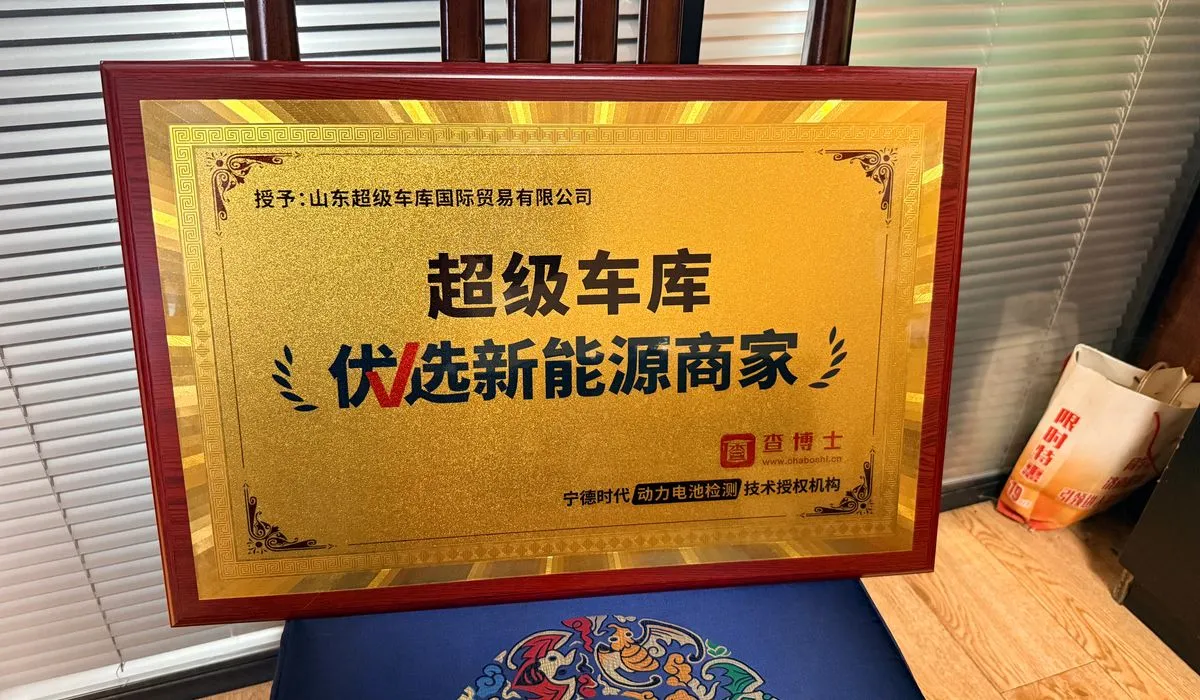 授予：山东超级车库国际贸易有限公司
超级车库
优选新能源商家
查博士
www.chaboshi.cn
宁德时代 动力电池检测 技术授权机构
限时特惠
19